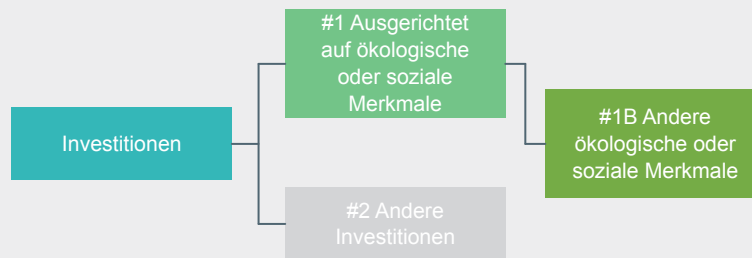 Investitionen
#1 Ausgerichtet
auf ökologische
oder soziale
Merkmale
#2 Andere
Investitionen
#1B Andere
ökologische oder
soziale Merkmale